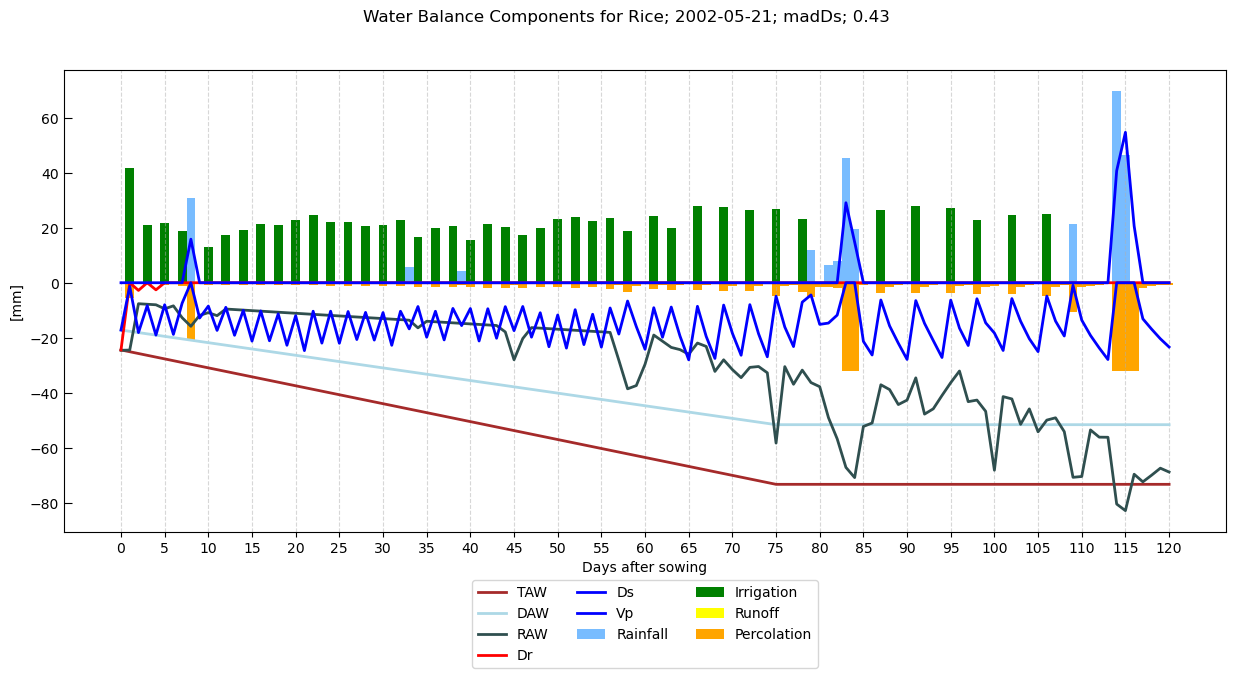 Water Balance Components for Rice; 2002-05-21; madDs; 0.43
[mm]
60
40
20
0
−20
−40
−60
−80
0 5 10 15 20 25 30 35 40 45 50 55 60 65 70 75 80 85 90 95 100 105 110 115 120
Days after sowing
TAW Ds Irrigation
DAW Vp Runoff
RAW Rainfall Percolation
Dr